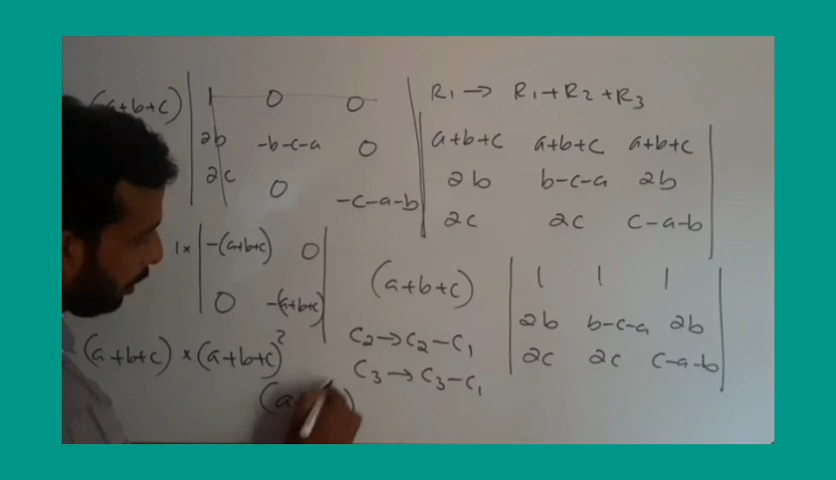 R1 → R1+R2+R3
a+b+c a+b+c a+b+c
2b b-c-a 2b
2c 2c c-a-b
(a+b+c)
1 1 1
2b b-c-a 2b
2c 2c c-a-b
C2→C2-C1
C3→C3-C1
(a+b+c)
1 0 0
2b -b-c-a 0
2c 0 -c-a-b
1×
-(a+b+c) 0
0 -(a+b+c)
(a+b+c) × (a+b+c)²
(a